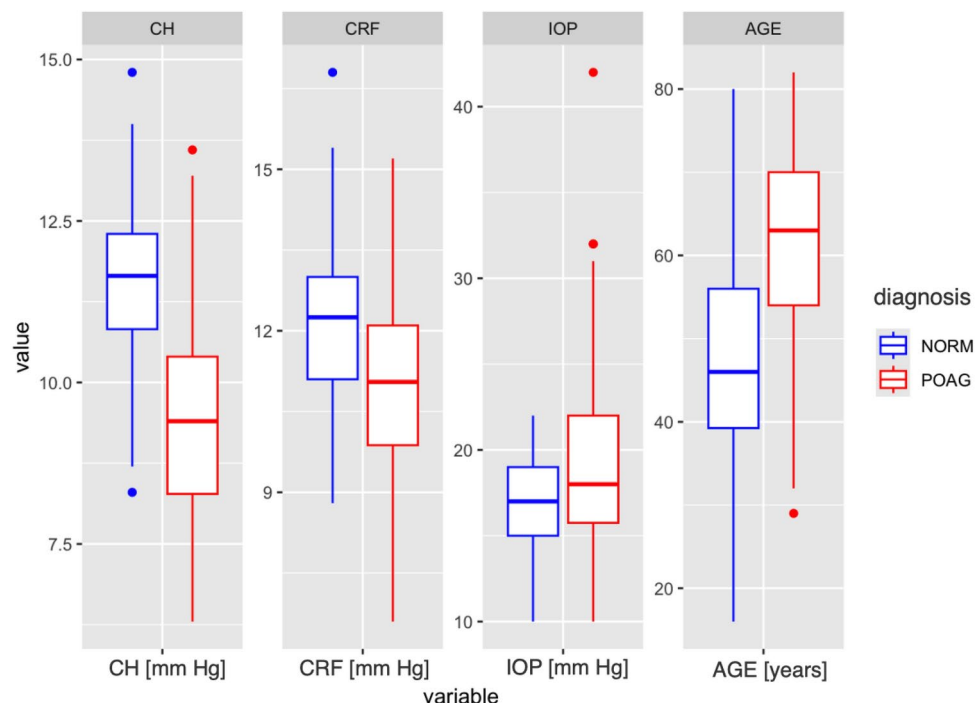 CH
CRF
IOP
AGE
15.0
12.5
10.0
7.5
15
12
9
40
30
20
10
80
60
40
20
value
diagnosis
NORM
POAG
CH [mm Hg]
CRF [mm Hg]
IOP [mm Hg]
AGE [years]
variable